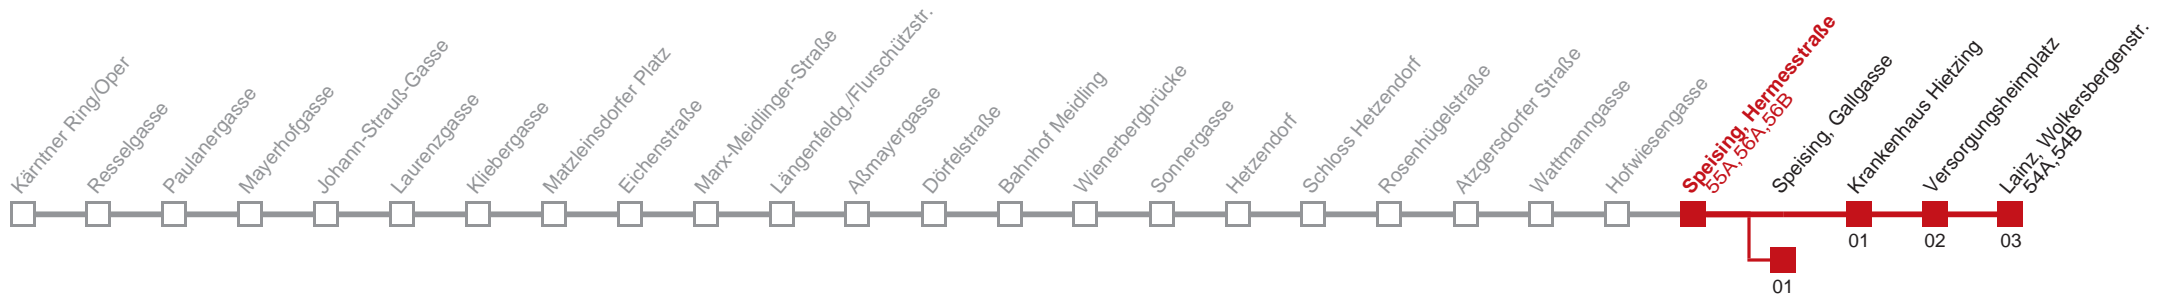 Kärntner Ring/Oper
Resselgasse
Paulanergasse
Mayerhofgasse
Johann-Strauß-Gasse
Laurenzgasse
Kliebergasse
Matzleinsdorfer Platz
Eichenstraße
Marx-Meidlinger-Straße
Längenfeldg./Flurschützstr.
Aßmayergasse
Dörfelstraße
Bahnhof Meidling
Wienerbergbrücke
Sonnergasse
Hetzendorf
Schloss Hetzendorf
Rosenhügelstraße
Atzgersdorfer Straße
Wattmanngasse
Hofwiesengasse
Speising, Hermesstraße
55A,56A,56B
Speising, Gallgasse
Krankenhaus Hietzing
Versorgungsheimplatz
Lainz, Wolkersbergenstr.
54A,54B
01
02
03
01